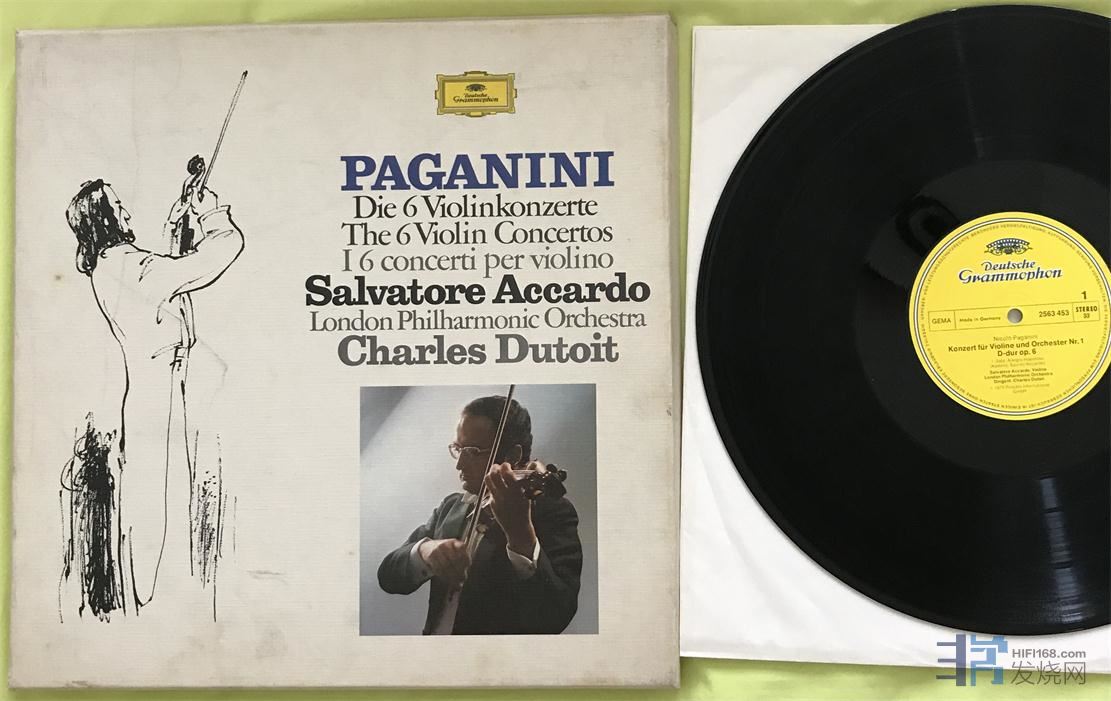 Deutsche
Grammophon
PAGANINI
Die 6 Violinkonzerte
The 6 Violin Concertos
I 6 concerti per violino
Salvatore Accardo
London Philharmonic Orchestra
Charles Dutoit
Deutsche
Grammophon
1
GEMA
Made in Germany
2563 453
STEREO
33
Nicolò Paganini
Konzert für Violine und Orchester Nr. 1
D-dur op. 6
Salvatore Accardo, Violine
London Philharmonic Orchestra
Dirigent: Charles Dutoit
HIFI168.com
发烧网